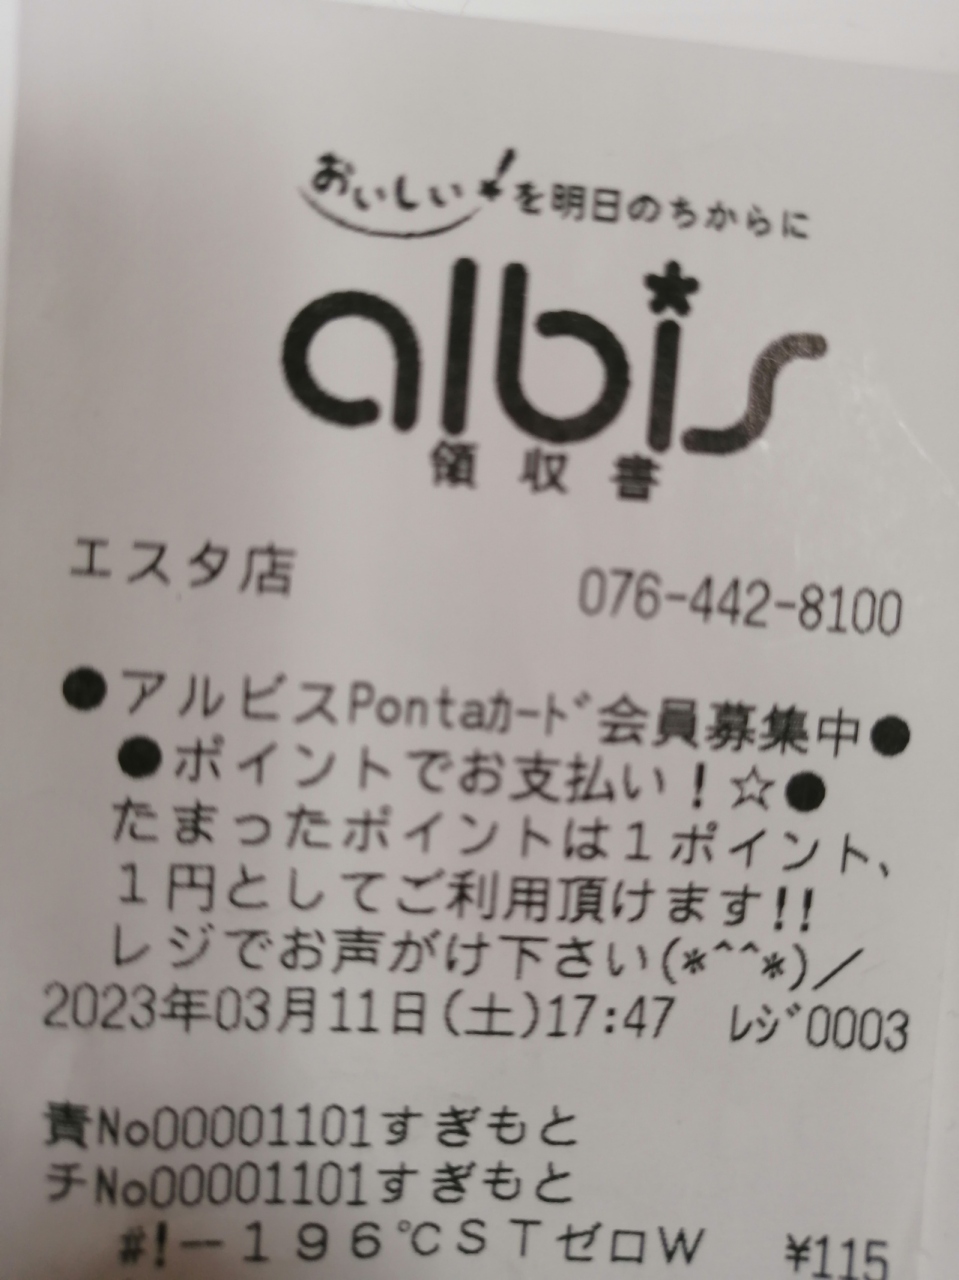 おいしい!を明日のちからに
albis
領収書
エスタ店 076-442-8100
●アルビスPontaｶｰﾄﾞ会員募集中●
●ポイントでお支払い！☆●
たまったポイントは１ポイント、
１円としてご利用頂けます!!
レジでお声がけ下さい(*^^*)／
2023年03月11日(土)17:47 ﾚｼﾞ0003
責No00001101すぎもと
チNo00001101すぎもと
#!－１９６℃ＳＴゼロＷ ¥115